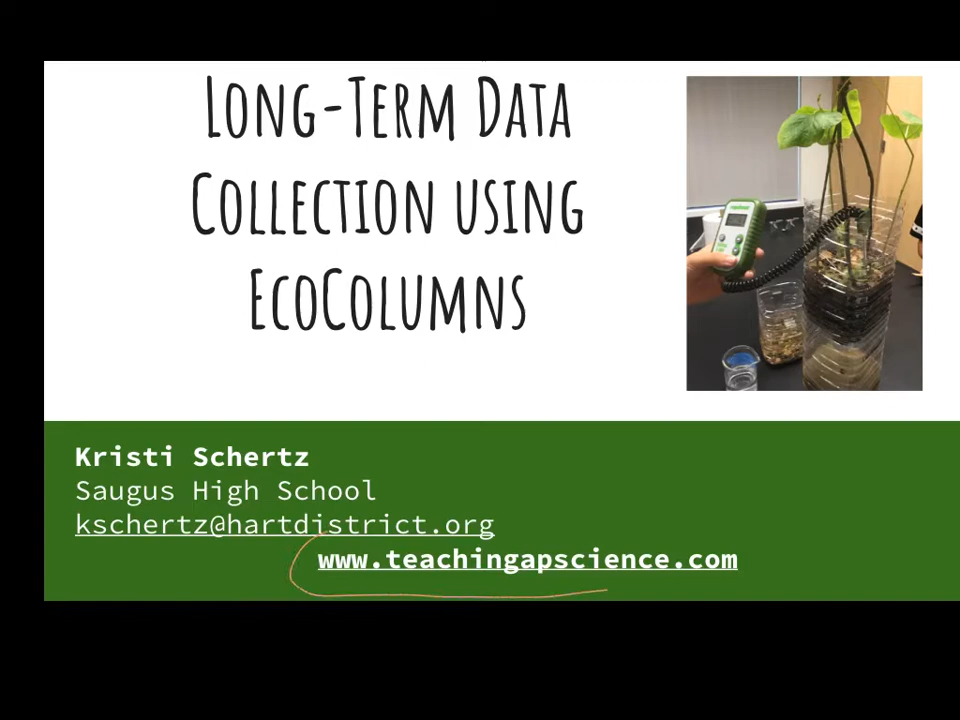 Long-Term Data
Collection using
EcoColumns
Kristi Schertz
Saugus High School
kschertz@hartdistrict.org
www.teachingapscience.com